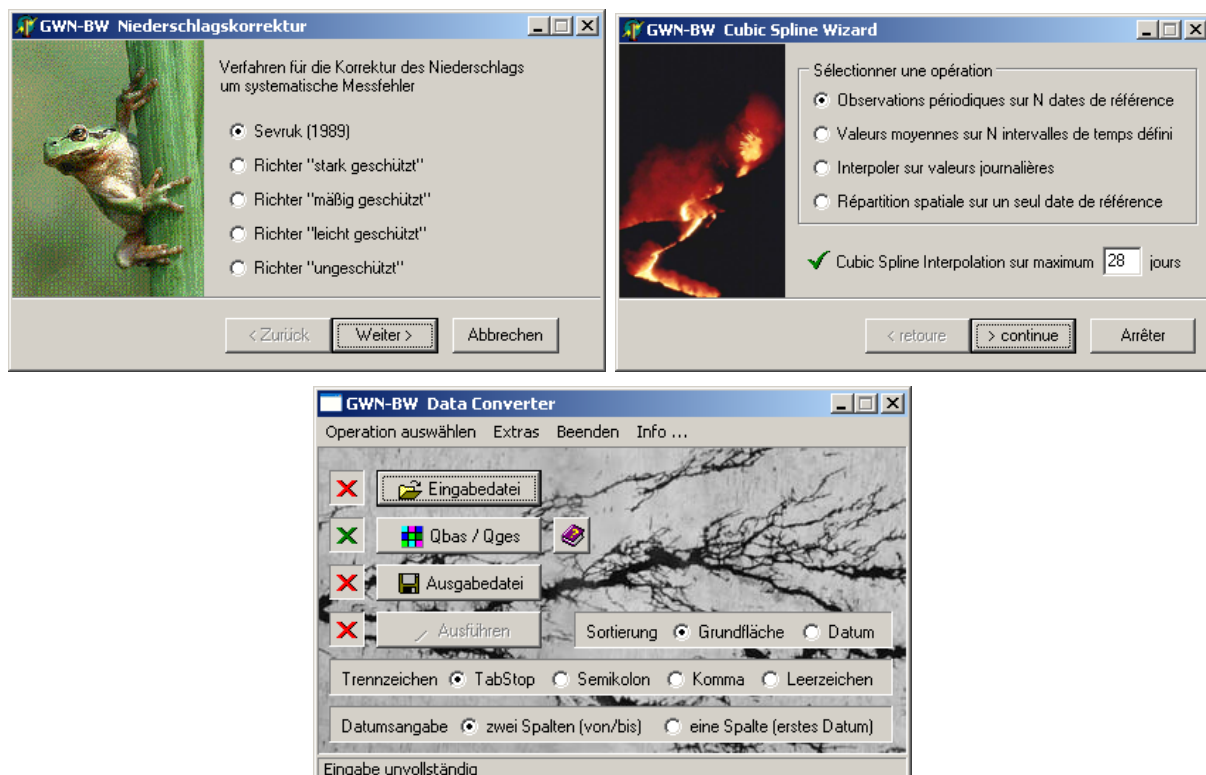 GWN-BW Niederschlagskorrektur
Verfahren für die Korrektur des Niederschlags
um systematische Messfehler
Sevruk (1989)
Richter "stark geschützt"
Richter "mäßig geschützt"
Richter "leicht geschützt"
Richter "ungeschützt"
< Zurück
Weiter >
Abbrechen
GWN-BW Cubic Spline Wizard
Sélectionner une opération
Observations périodiques sur N dates de référence
Valeurs moyennes sur N intervalles de temps défini
Interpoler sur valeurs journalières
Répartition spatiale sur un seul date de référence
Cubic Spline Interpolation sur maximum 28 jours
< retoure
> continue
Arrêter
GWN-BW Data Converter
Operation auswählen Extras Beenden Info ...
Eingabedatei
Qbas / Qges
Ausgabedatei
Ausführen
Sortierung Grundfläche Datum
Trennzeichen TabStop Semikolon Komma Leerzeichen
Datumsangabe zwei Spalten (von/bis) eine Spalte (erstes Datum)
Eingabe unvollständig